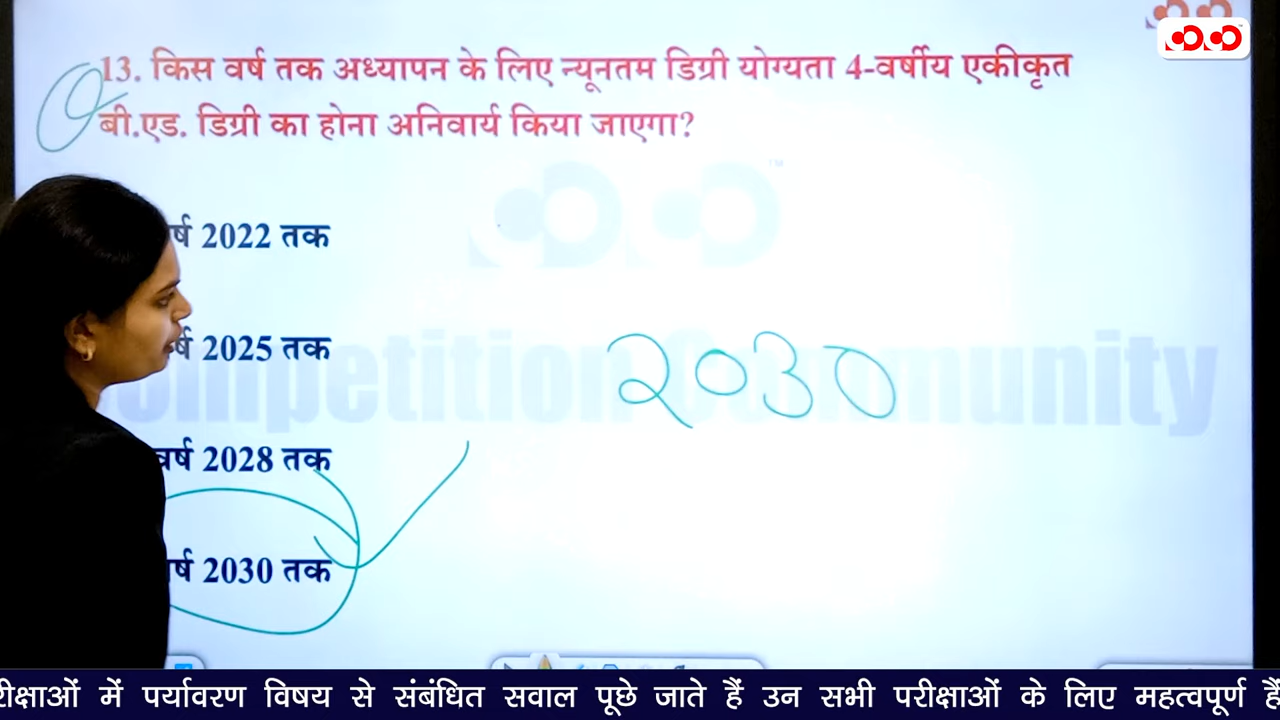 13. किस वर्ष तक अध्यापन के लिए न्यूनतम डिग्री योग्यता 4-वर्षीय एकीकृत
बी.एड. डिग्री का होना अनिवार्य किया जाएगा?
2022 तक
2025 तक
2030
वर्ष 2028 तक
2030 तक
में पर्यावरण विषय से संबंधित सवाल पूछे जाते हैं उन सभी परीक्षाओं के लिए महत्वपूर्ण हैं